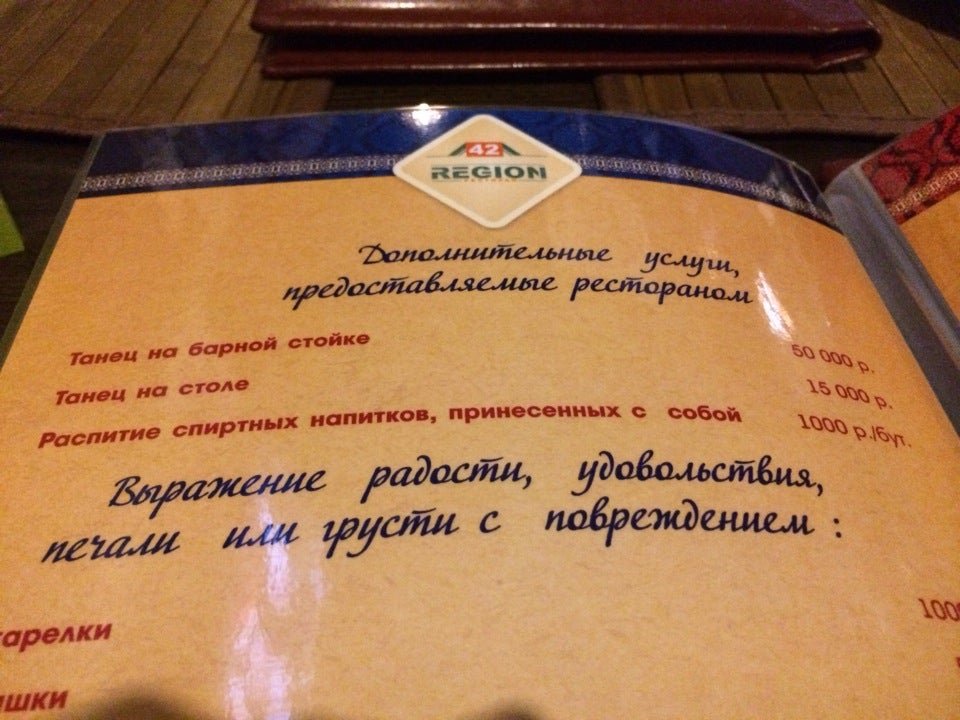 42
REGION
Дополнительные услуги,
предоставляемые рестораном
Танец на барной стойке 50 000 р.
Танец на столе 15 000 р.
Распитие спиртных напитков, принесенных с собой 1000 р./бут.
Выражение радости, удовольствия,
печали или грусти с повреждением :